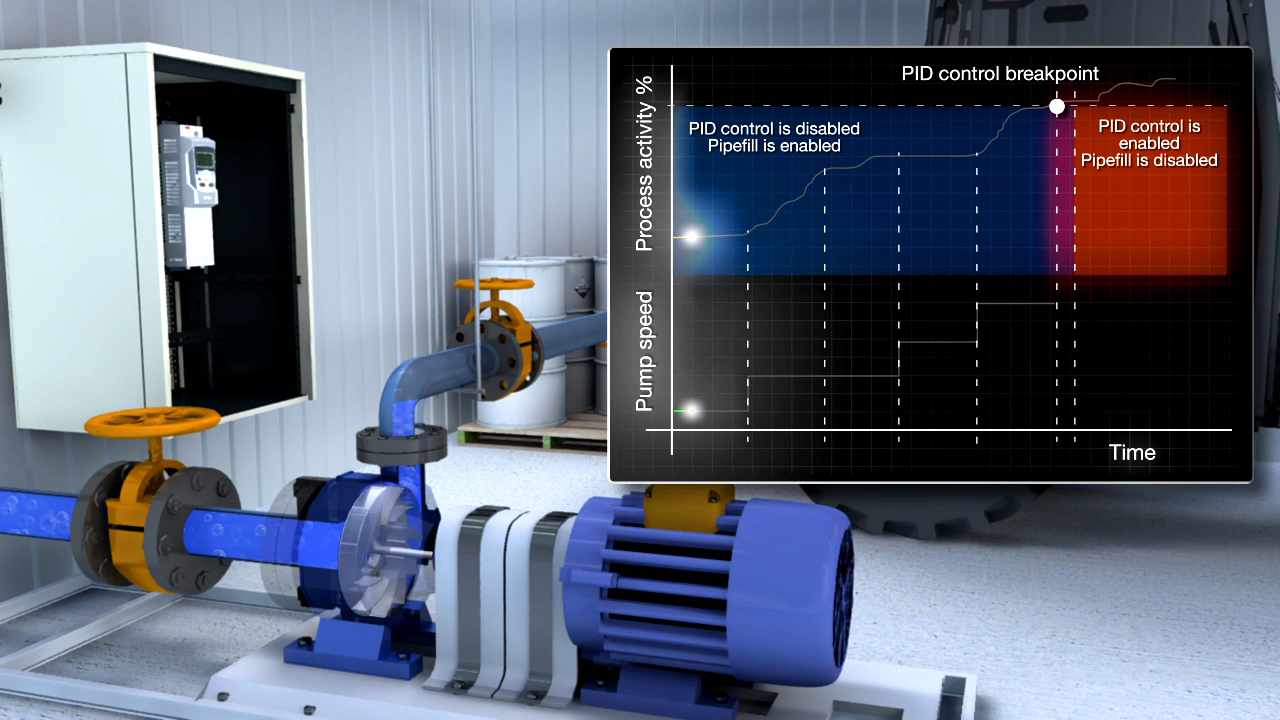 PID control breakpoint
Process activity %
PID control is disabled
Pipefill is enabled
PID control is
enabled
Pipefill is disabled
Pump speed
Time